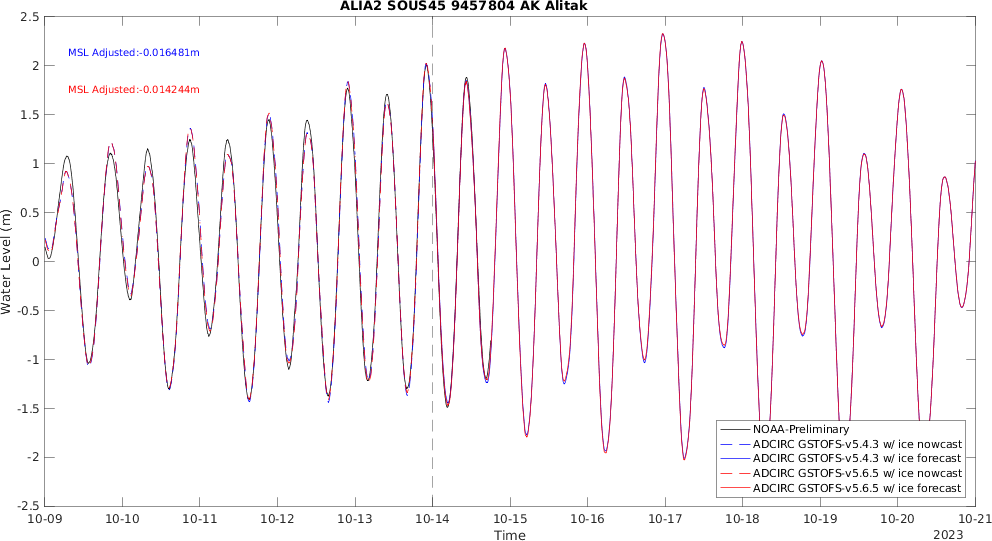 ALIA2 SOUS45 9457804 AK Alitak
MSL Adjusted:-0.016481m
MSL Adjusted:-0.014244m
Water Level (m)
2.5
2
1.5
1
0.5
0
-0.5
-1
-1.5
-2
-2.5
NOAA-Preliminary
ADCIRC GSTOFS-v5.4.3 w/ ice nowcast
ADCIRC GSTOFS-v5.4.3 w/ ice forecast
ADCIRC GSTOFS-v5.6.5 w/ ice nowcast
ADCIRC GSTOFS-v5.6.5 w/ ice forecast
10-09 10-10 10-11 10-12 10-13 10-14 10-15 10-16 10-17 10-18 10-19 10-20 10-21
Time
2023